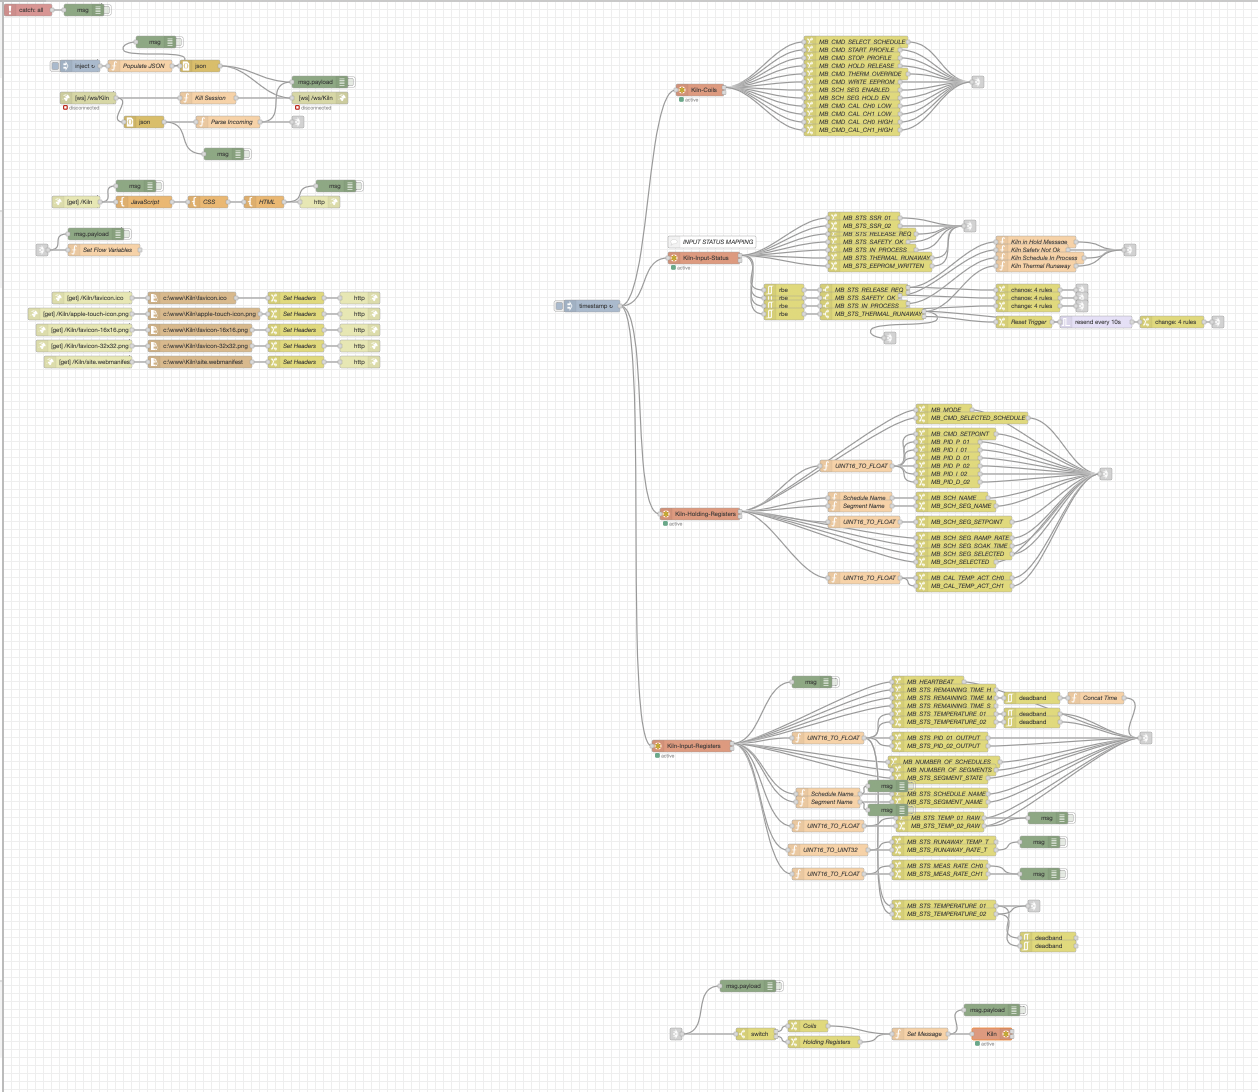 catch: all
msg
msg
inject ↻
Populate JSON
json
msg.payload
[ws] /ws/Kiln
Kill Session
[ws] /ws/Kiln
disconnected
disconnected
json
Parse Incoming
msg
msg
msg
[get] /Kiln
JavaScript
CSS
HTML
http
msg.payload
Set Flow Variables
[get] /Kiln/favicon.ico
c:\www\Kiln\favicon.ico
Set Headers
http
[get] /Kiln/apple-touch-icon.png
c:\www\Kiln\apple-touch-icon.png
Set Headers
http
[get] /Kiln/favicon-16x16.png
c:\www\Kiln\favicon-16x16.png
Set Headers
http
[get] /Kiln/favicon-32x32.png
c:\www\Kiln\favicon-32x32.png
Set Headers
http
[get] /Kiln/site.webmanifest
c:\www\Kiln\site.webmanifest
Set Headers
http
timestamp ↻
Kiln-Coils
active
MB_CMD_SELECT_SCHEDULE
MB_CMD_START_PROFILE
MB_CMD_STOP_PROFILE
MB_CMD_HOLD_RELEASE
MB_CMD_THERM_OVERRIDE
MB_CMD_WRITE_EEPROM
MB_SCH_SEG_ENABLED
MB_SCH_SEG_HOLD_EN
MB_CMD_CAL_CH0_LOW
MB_CMD_CAL_CH1_LOW
MB_CMD_CAL_CH0_HIGH
MB_CMD_CAL_CH1_HIGH
INPUT STATUS MAPPING
Kiln-Input-Status
active
MB_STS_SSR_01
MB_STS_SSR_02
MB_STS_RELEASE_REQ
MB_STS_SAFETY_OK
MB_STS_IN_PROCESS
MB_STS_THERMAL_RUNAWAY
MB_STS_EEPROM_WRITTEN
Kiln in Hold Message
Kiln Safety Not Ok
Kiln Schedule In Process
Kiln Thermal Runaway
rbe
rbe
rbe
rbe
MB_STS_RELEASE_REQ
MB_STS_SAFETY_OK
MB_STS_IN_PROCESS
MB_STS_THERMAL_RUNAWAY
change: 4 rules
change: 4 rules
change: 4 rules
Reset Trigger
resend every 10s
change: 4 rules
Kiln-Holding-Registers
active
MB_MODE
MB_CMD_SELECTED_SCHEDULE
UINT16_TO_FLOAT
MB_CMD_SETPOINT
MB_PID_P_01
MB_PID_I_01
MB_PID_D_01
MB_PID_P_02
MB_PID_I_02
MB_PID_D_02
Schedule Name
Segment Name
MB_SCH_NAME
MB_SCH_SEG_NAME
UINT16_TO_FLOAT
MB_SCH_SEG_SETPOINT
MB_SCH_SEG_RAMP_RATE
MB_SCH_SEG_SOAK_TIME
MB_SCH_SEG_SELECTED
MB_SCH_SELECTED
UINT16_TO_FLOAT
MB_CAL_TEMP_ACT_CH0
MB_CAL_TEMP_ACT_CH1
Kiln-Input-Registers
active
msg
MB_HEARTBEAT
MB_STS_REMAINING_TIME_H
MB_STS_REMAINING_TIME_M
MB_STS_REMAINING_TIME_S
MB_STS_TEMPERATURE_01
MB_STS_TEMPERATURE_02
deadband
Concat Time
deadband
deadband
UINT16_TO_FLOAT
MB_STS_PID_01_OUTPUT
MB_STS_PID_02_OUTPUT
MB_NUMBER_OF_SCHEDULES
MB_NUMBER_OF_SEGMENTS
MB_STS_SEGMENT_STATE
msg
Schedule Name
Segment Name
MB_STS_SCHEDULE_NAME
MB_STS_SEGMENT_NAME
msg
UINT16_TO_FLOAT
MB_STS_TEMP_01_RAW
MB_STS_TEMP_02_RAW
msg
UINT16_TO_UINT32
MB_STS_RUNAWAY_TEMP_T
MB_STS_RUNAWAY_RATE_T
msg
UINT16_TO_FLOAT
MB_STS_MEAS_RATE_CH0
MB_STS_MEAS_RATE_CH1
msg
MB_STS_TEMPERATURE_01
MB_STS_TEMPERATURE_02
deadband
deadband
msg.payload
switch
Coils
Holding Registers
Set Message
msg.payload
Kiln
active